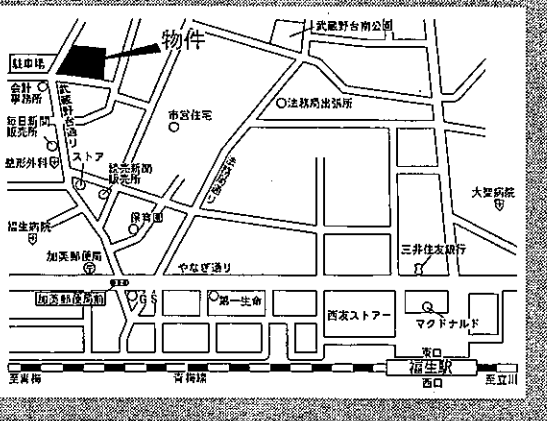 武蔵野台南公園
物件
駐車場
会計
事務所
武蔵野台通り
市営住宅
法務局出張所
毎日新聞
販売所
ストア
整形外科
読売新聞
販売所
大聖病院
保育園
福生病院
三井住友銀行
加美郵便局
やなぎ通り
加美郵便局前
GS
第一生命
西友ストアー
マクドナルド
東口
福生駅
西口
至青梅
青梅線
至立川